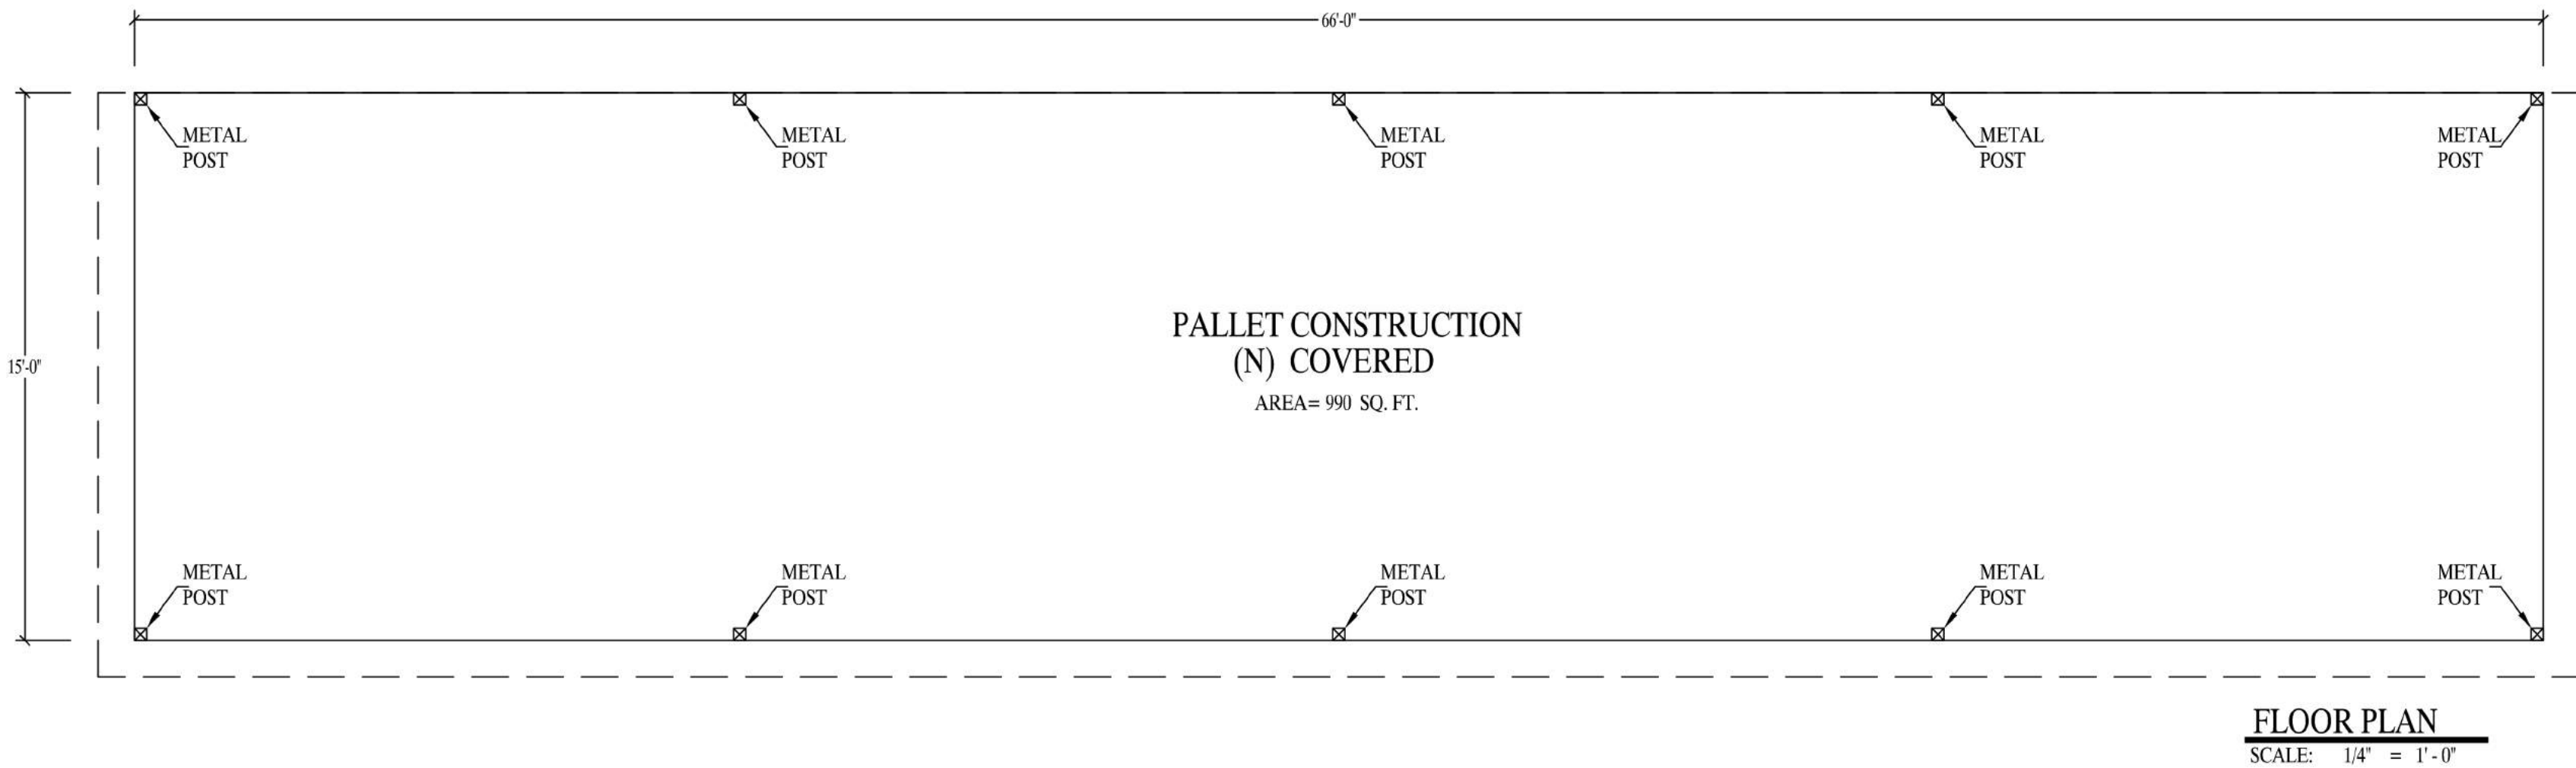 66'-0"
METAL
POST
METAL
POST
METAL
POST
METAL
POST
METAL
POST
15'-0"
PALLET CONSTRUCTION
(N) COVERED
AREA= 990 SQ. FT.
METAL
POST
METAL
POST
METAL
POST
METAL
POST
METAL
POST
FLOOR PLAN
SCALE: 1/4" = 1'-0"